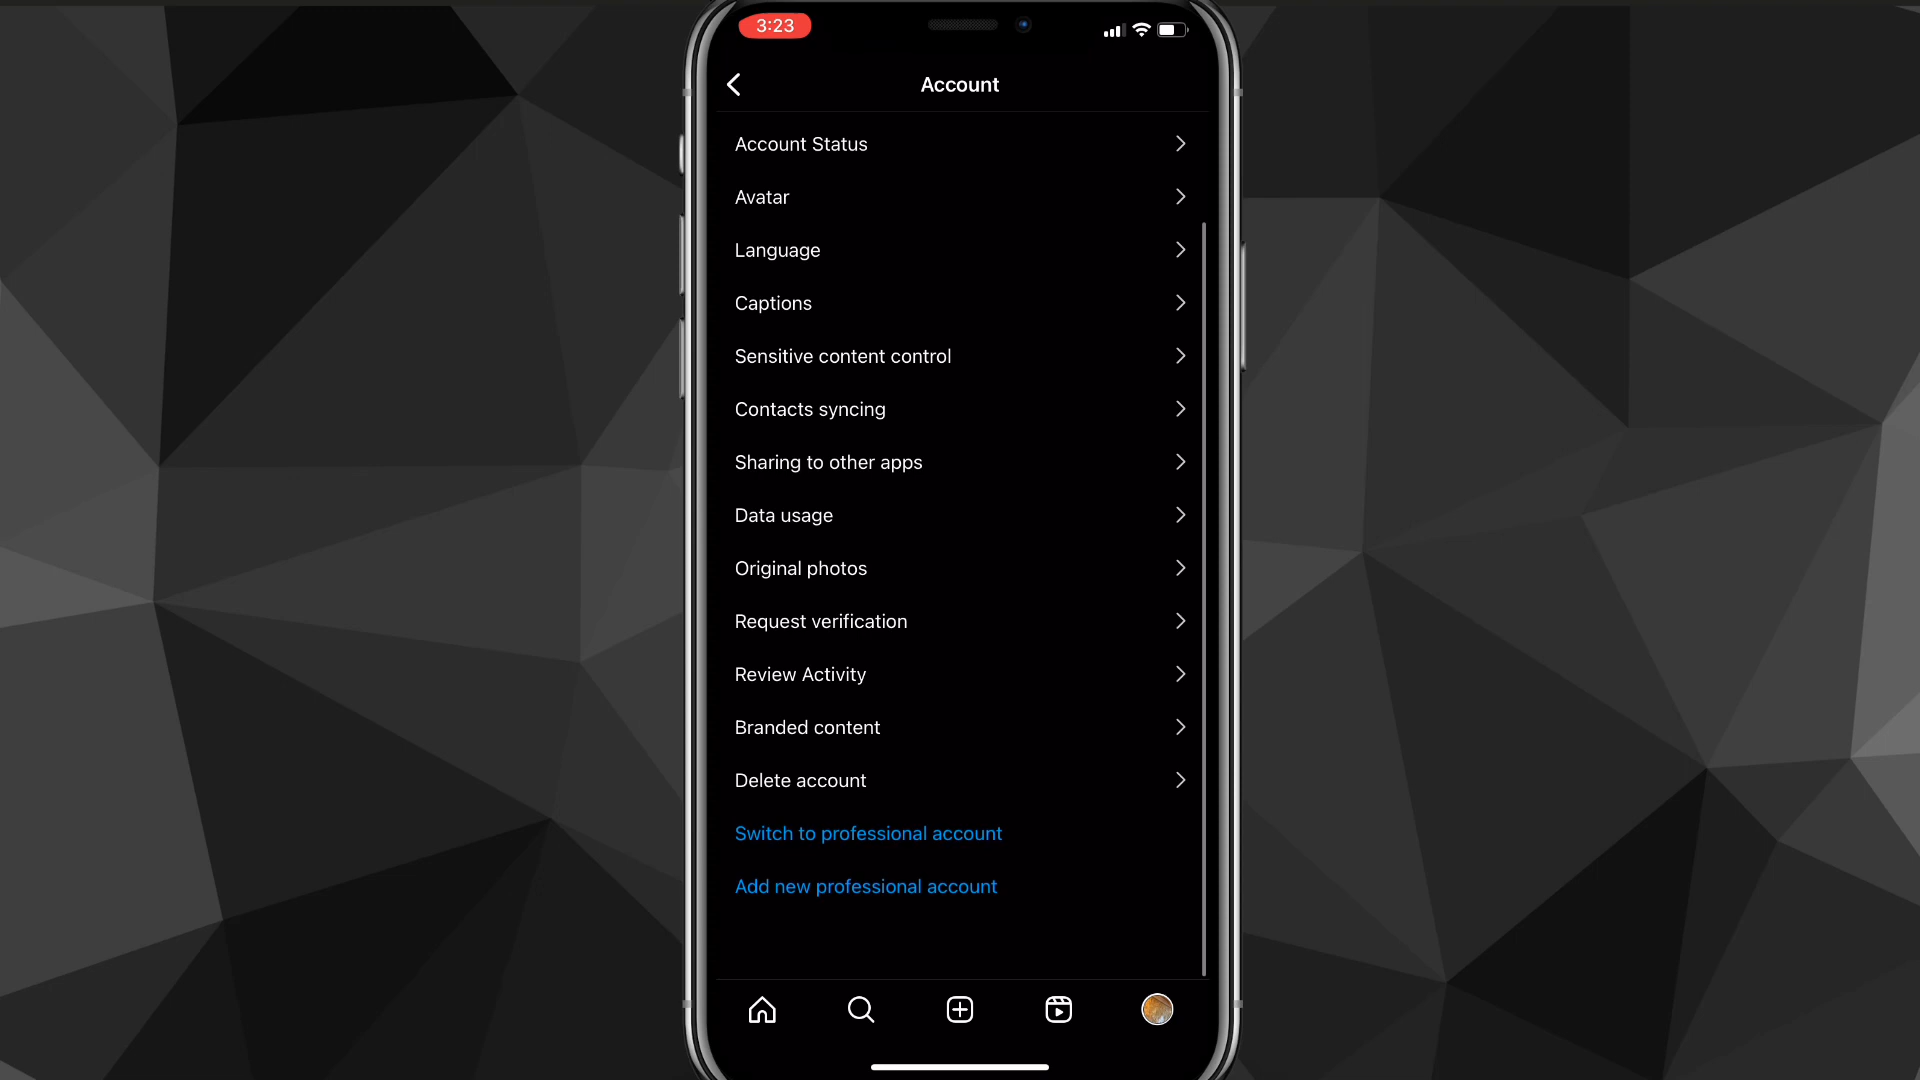 3:23
Account
Account Status
Avatar
Language
Captions
Sensitive content control
Contacts syncing
Sharing to other apps
Data usage
Original photos
Request verification
Review Activity
Branded content
Delete account
Switch to professional account
Add new professional account